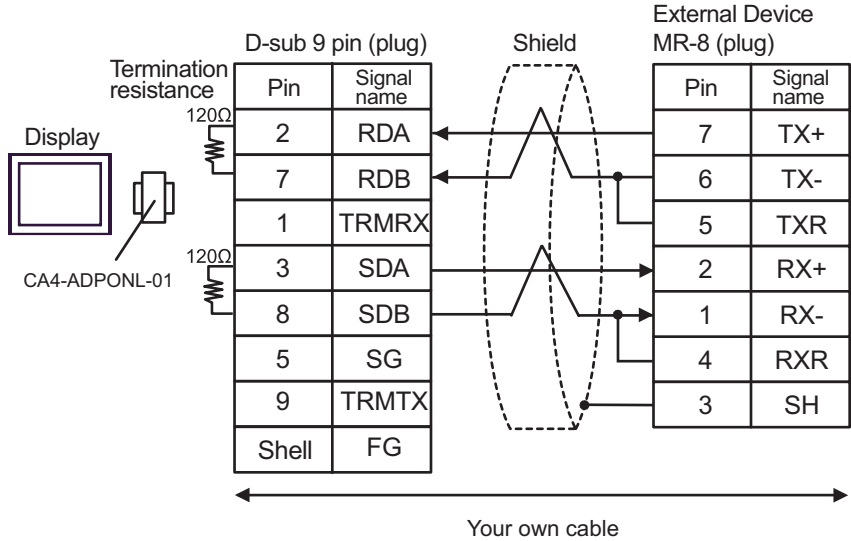 External Device
D-sub 9 pin (plug)
Shield
MR-8 (plug)
Termination
resistance
Pin
Signal
name
Pin
Signal
name
120Ω
2
RDA
7
TX+
Display
7
RDB
6
TX-
1
TRMRX
5
TXR
120Ω
3
SDA
2
RX+
CA4-ADPONL-01
8
SDB
1
RX-
5
SG
4
RXR
9
TRMTX
3
SH
Shell
FG
Your own cable